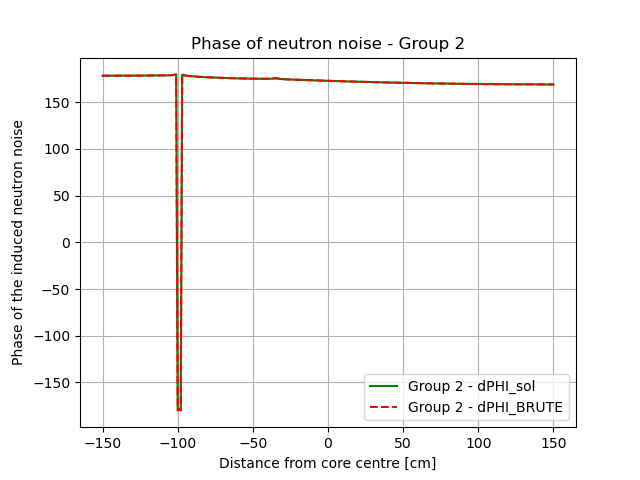 Phase of neutron noise - Group 2
Phase of the induced neutron noise
150
100
50
0
−50
−100
−150
−150
−100
−50
0
50
100
150
Distance from core centre [cm]
Group 2 - dPHI_sol
Group 2 - dPHI_BRUTE